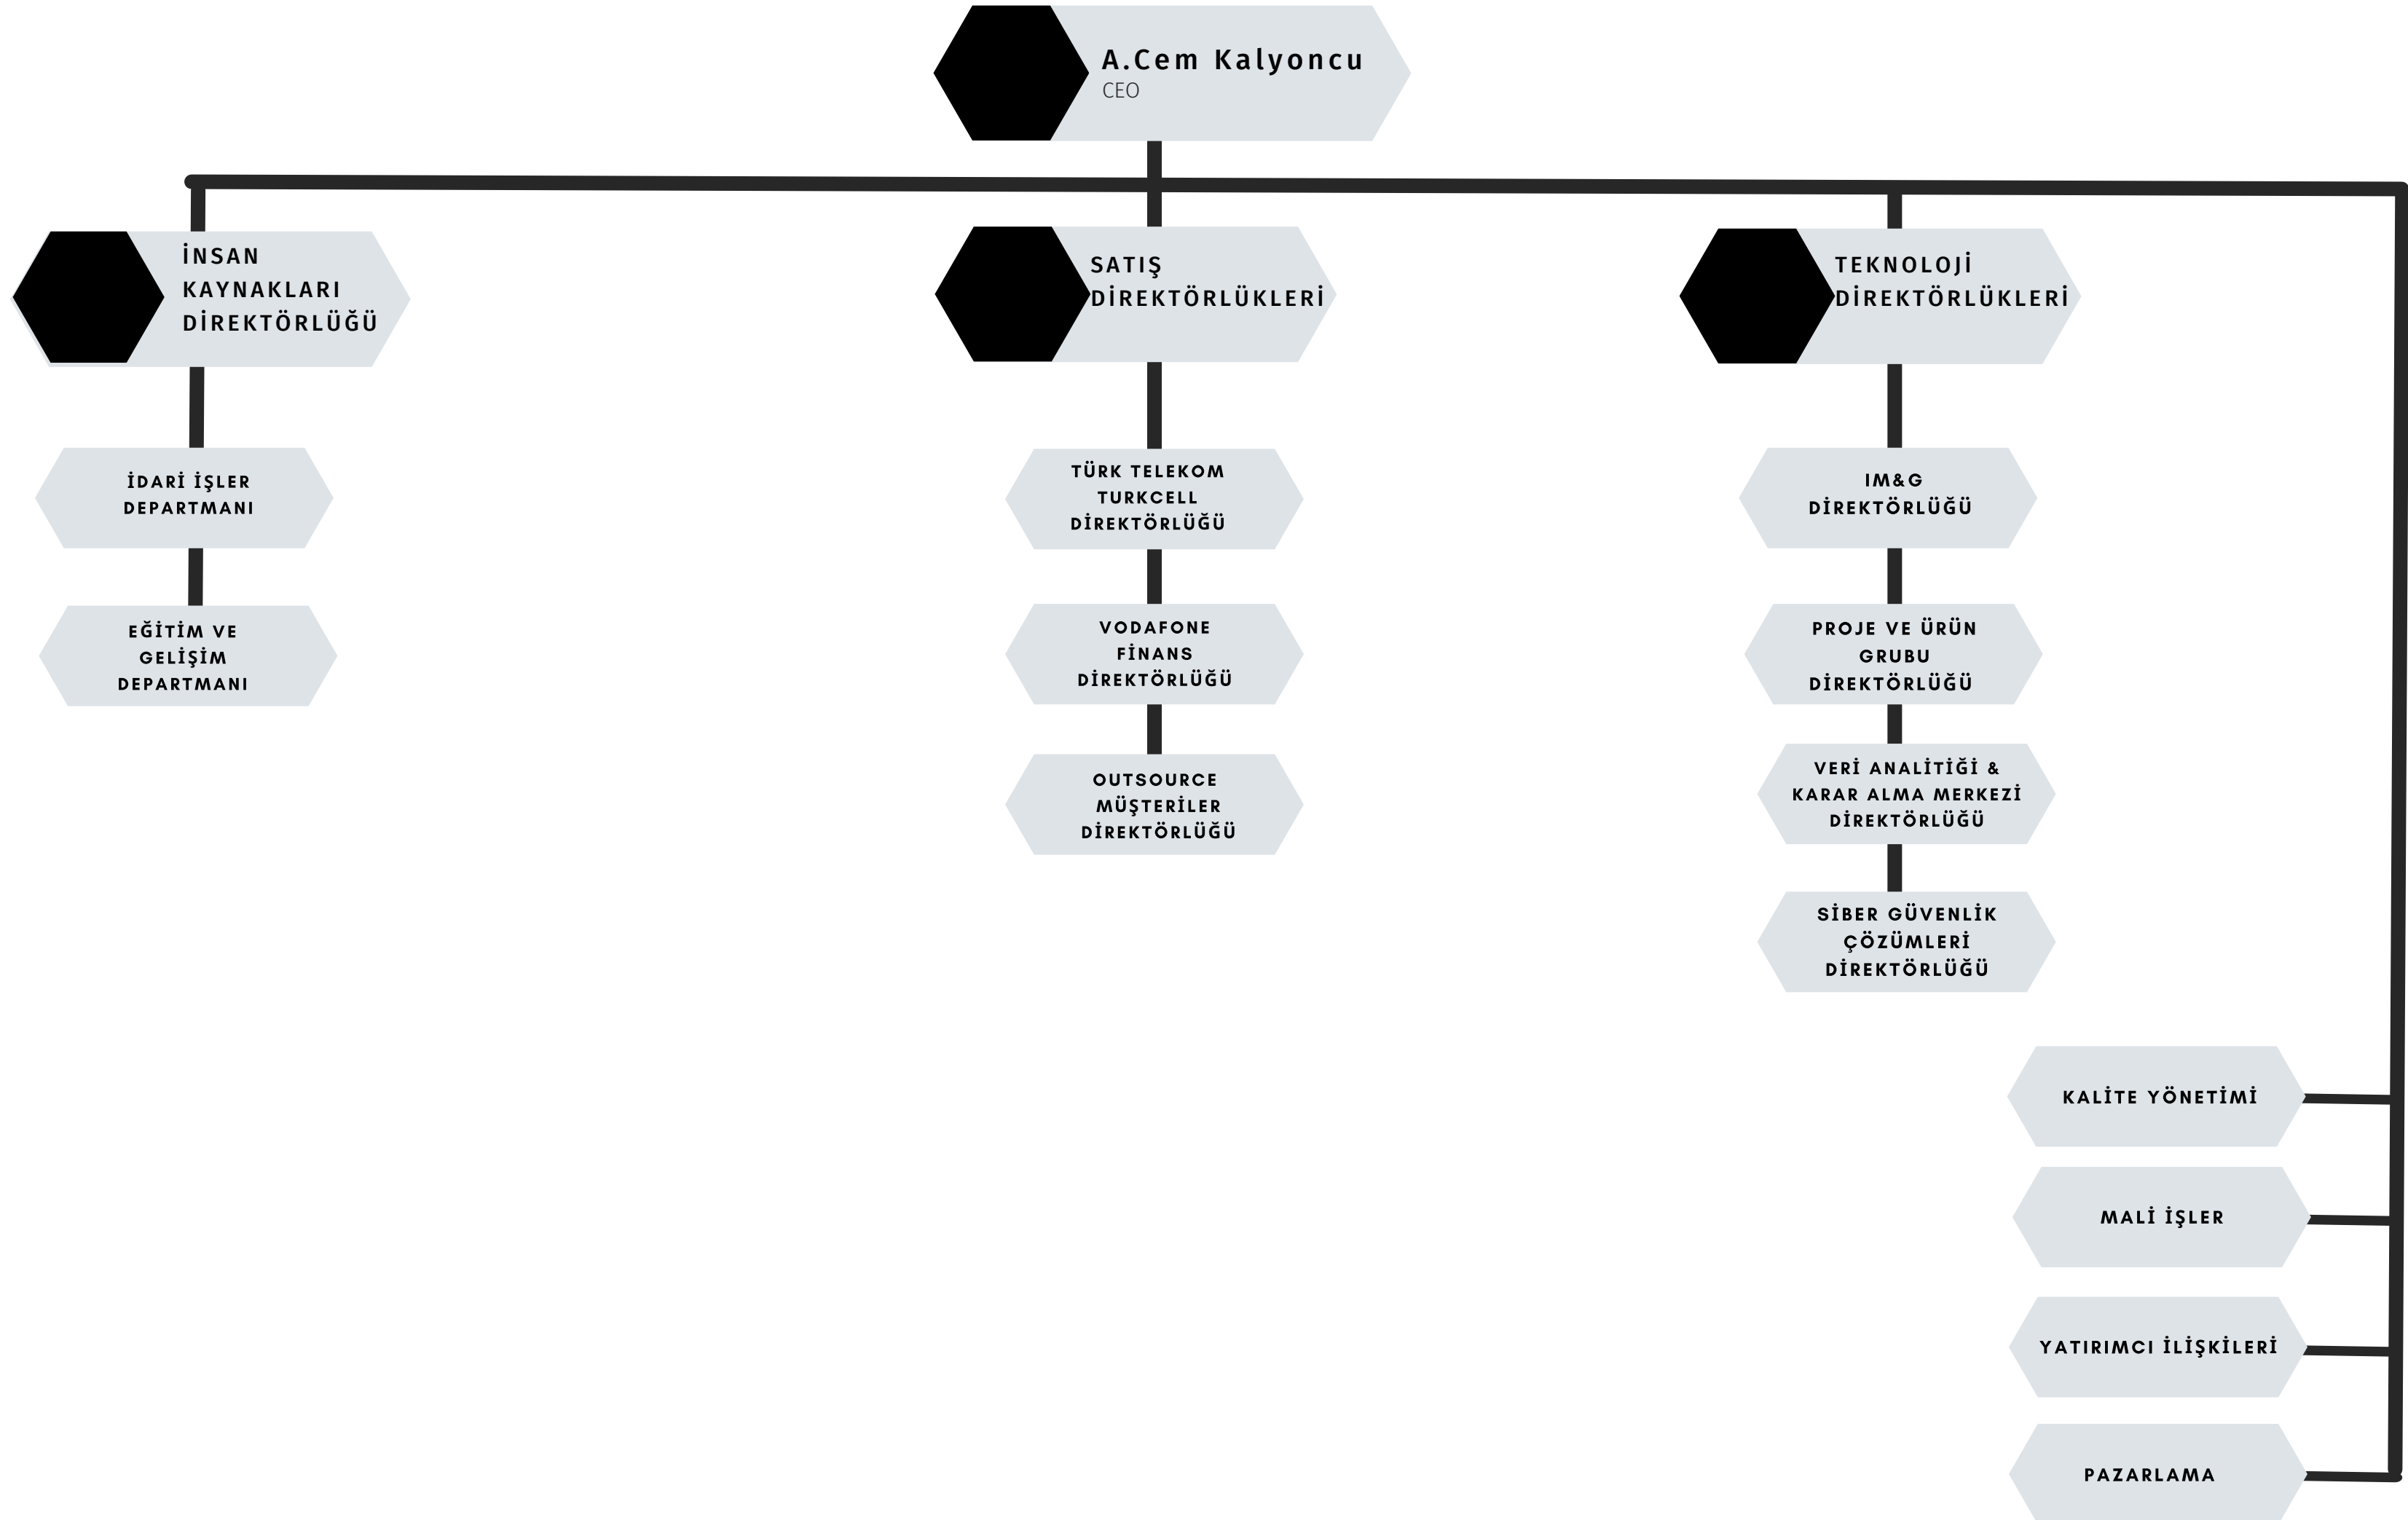 A.Cem Kalyoncu
CEO
İNSAN
KAYNAKLARI
DİREKTÖRLÜĞÜ
SATIŞ
DİREKTÖRLÜKLERİ
TEKNOLOJİ
DİREKTÖRLÜKLERİ
İDARİ İŞLER
DEPARTMANI
EĞİTİM VE
GELİŞİM
DEPARTMANI
TÜRK TELEKOM
TURKCELL
DİREKTÖRLÜĞÜ
VODAFONE
FİNANS
DİREKTÖRLÜĞÜ
OUTSOURCE
MÜŞTERİLER
DİREKTÖRLÜĞÜ
IM&G
DİREKTÖRLÜĞÜ
PROJE VE ÜRÜN
GRUBU
DİREKTÖRLÜĞÜ
VERİ ANALİTİĞİ &
KARAR ALMA MERKEZİ
DİREKTÖRLÜĞÜ
SİBER GÜVENLİK
ÇÖZÜMLERİ
DİREKTÖRLÜĞÜ
KALİTE YÖNETİMİ
MALİ İŞLER
YATIRIMCI İLİŞKİLERİ
PAZARLAMA